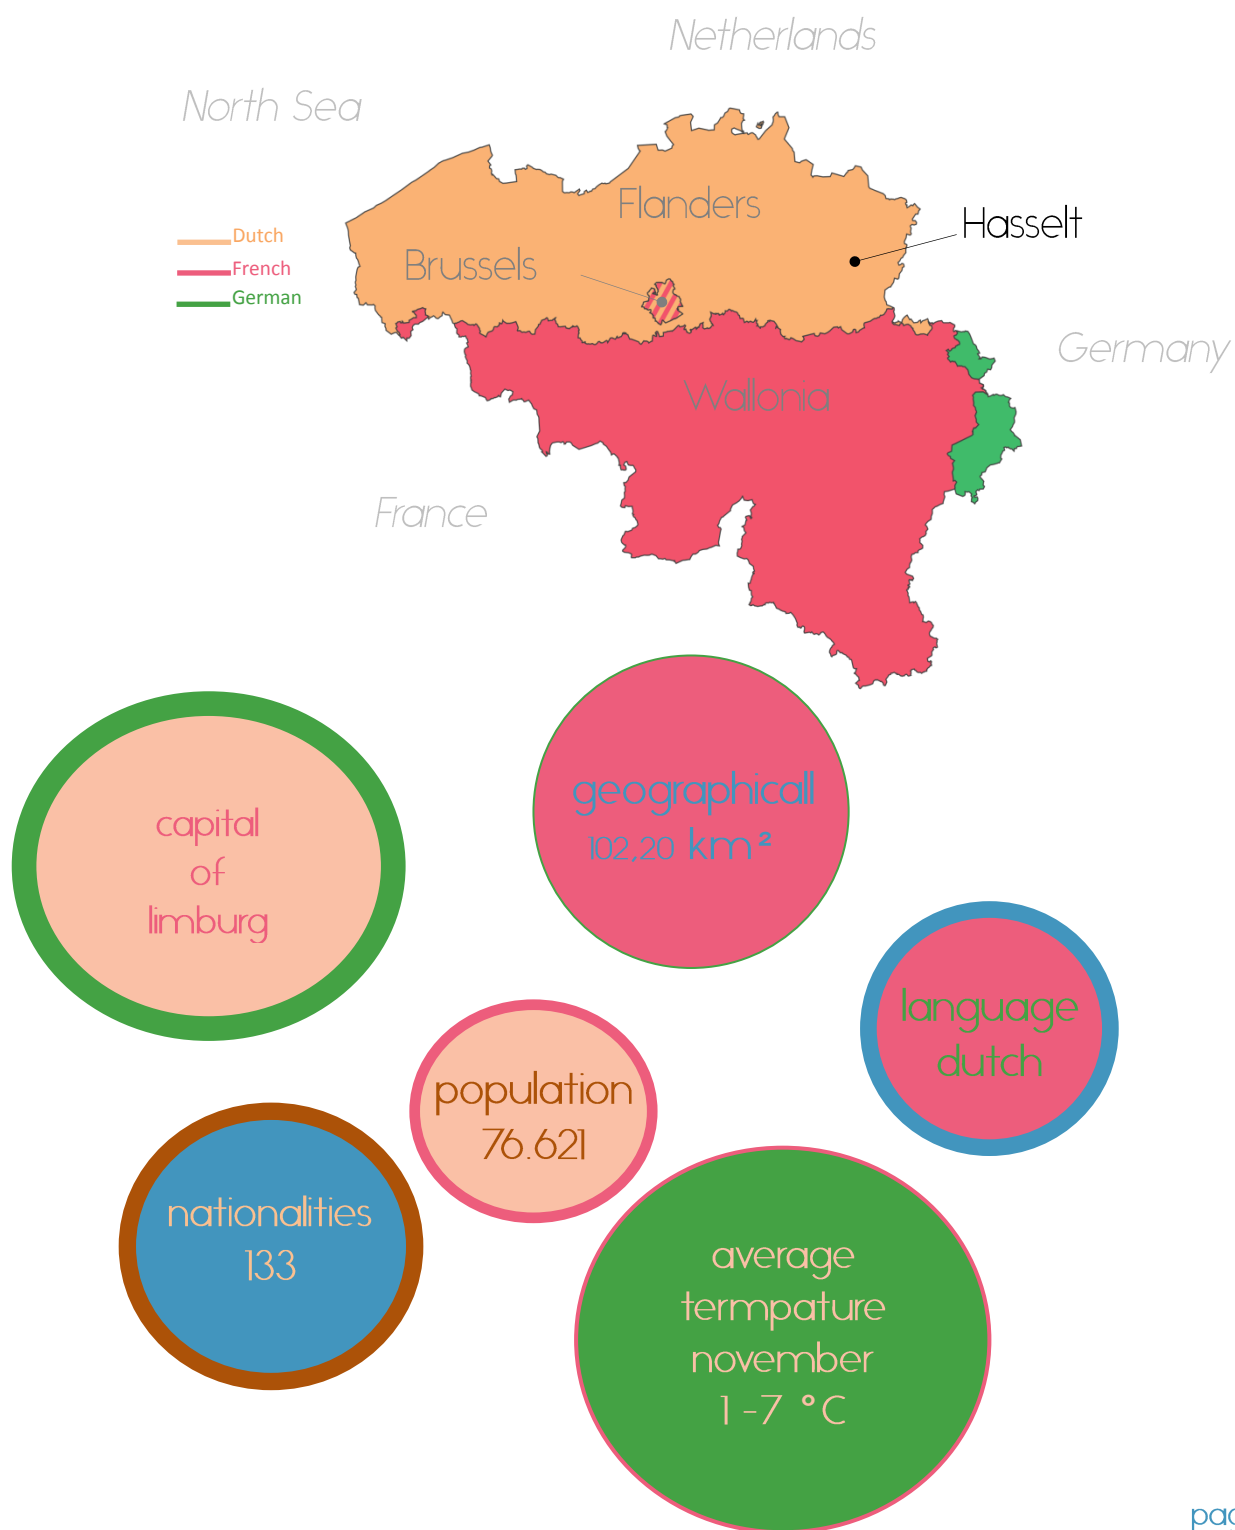 Netherlands
North Sea
Flanders
Hasselt
Dutch
Brussels
French
German
Germany
Wallonia
France
geographicall
102,20 km²
capital
of
limburg
language
dutch
population
76.621
nationalities
133
average
termpature
november
1 -7 °C